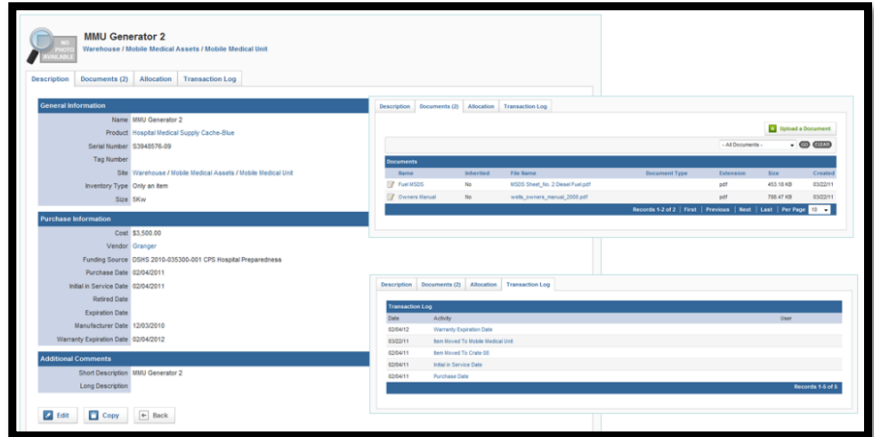 NO
PHOTO
AVAILABLE
MMU Generator 2
Warehouse / Mobile Medical Assets / Mobile Medical Unit
Description Documents (2) Allocation Transaction Log
General Information
Name MMU Generator 2
Product Hospital Medical Supply Cache-Blue
Serial Number S3948576-09
Tag Number
Site Warehouse / Mobile Medical Assets / Mobile Medical Unit
Inventory Type Only an Item
Size 5Kw
Purchase Information
Cost $3,500.00
Vendor Granger
Funding Source DSHS 2010-035300-001 CPS Hospital Preparedness
Purchase Date 02/04/2011
Initial in Service Date 02/04/2011
Retired Date
Expiration Date
Manufacturer Date 12/03/2010
Warranty Expiration Date 02/04/2012
Additional Comments
Short Description MMU Generator 2
Long Description
Edit Copy Back
Description Documents (2) Allocation Transaction Log
Upload a Document
- All Documents - GO CLEAR
Documents
Name Inherited File Name Document Type Extension Size Created
Fuel MSDS No MSDS Sheet_No. 2 Diesel Fuel.pdf pdf 453.18 KB 03/22/11
Owners Manual No wells_owners_manual_2008.pdf pdf 788.47 KB 03/22/11
Records 1-2 of 2 | First | Previous | Next | Last | Per Page 10
Description Documents (2) Allocation Transaction Log
Transaction Log
Date Activity User
02/04/12 Warranty Expiration Date
03/22/11 Item Moved To Mobile Medical Unit
02/04/11 Item Moved To Crate 08
02/04/11 Initial in Service Date
02/04/11 Purchase Date
Records 1-5 of 5